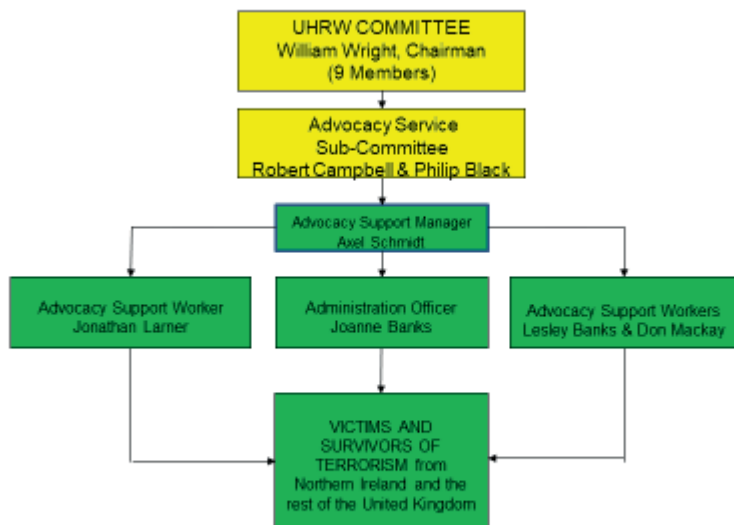 UHRW COMMITTEE
William Wright, Chairman
(9 Members)
Advocacy Service
Sub-Committee
Robert Campbell & Philip Black
Advocacy Support Manager
Axel Schmidt
Advocacy Support Worker
Jonathan Larner
Administration Officer
Joanne Banks
Advocacy Support Workers
Lesley Banks & Don Mackay
VICTIMS AND
SURVIVORS OF
TERRORISM from
Northern Ireland and the
rest of the United Kingdom